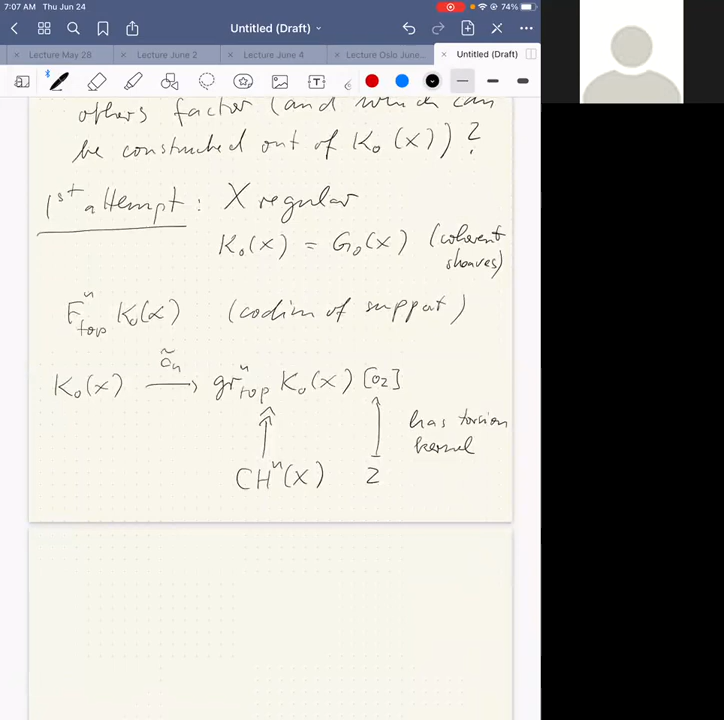 7:07 AM Thu Jun 24
74%
Untitled (Draft)
Lecture May 28
Lecture June 2
Lecture June 4
Lecture Oslo June...
Untitled (Draft)
others factor (and which can
be constructed out of K₀(X))?
1st attempt: X regular
K₀(X) = G₀(X) (coherent
sheaves)
Fⁿtop K₀(X) (codim of support)
K₀(X) → c̃ₙ grⁿtop K₀(X) [O_Z]
has torsion
kernel
CHⁿ(X) Z